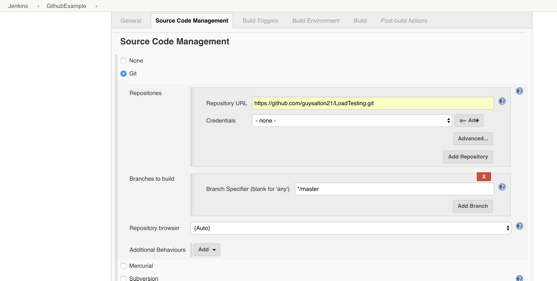 Jenkins › GithubExample ›
General Source Code Management Build Triggers Build Environment Build Post-build Actions
Source Code Management
None
Git
Repositories
Repository URL https://github.com/guysalton21/LoadTesting.git
Credentials - none - Add
Advanced...
Add Repository
Branches to build
X
Branch Specifier (blank for 'any') */master
Add Branch
Repository browser (Auto)
Additional Behaviours Add
Mercurial
Subversion